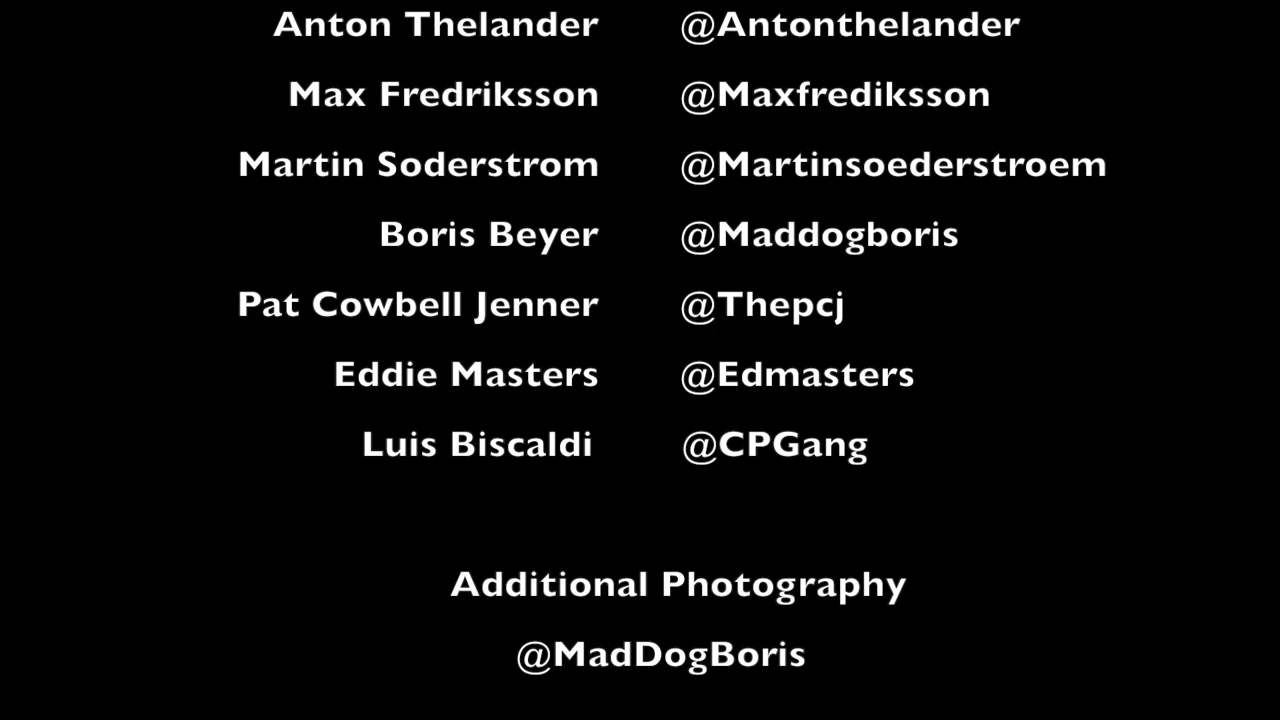 Anton Thelander @Antonthelander
Max Fredriksson @Maxfrediksson
Martin Soderstrom @Martinsoederstroem
Boris Beyer @Maddogboris
Pat Cowbell Jenner @Thepcj
Eddie Masters @Edmasters
Luis Biscaldi @CPGang
Additional Photography
@MadDogBoris